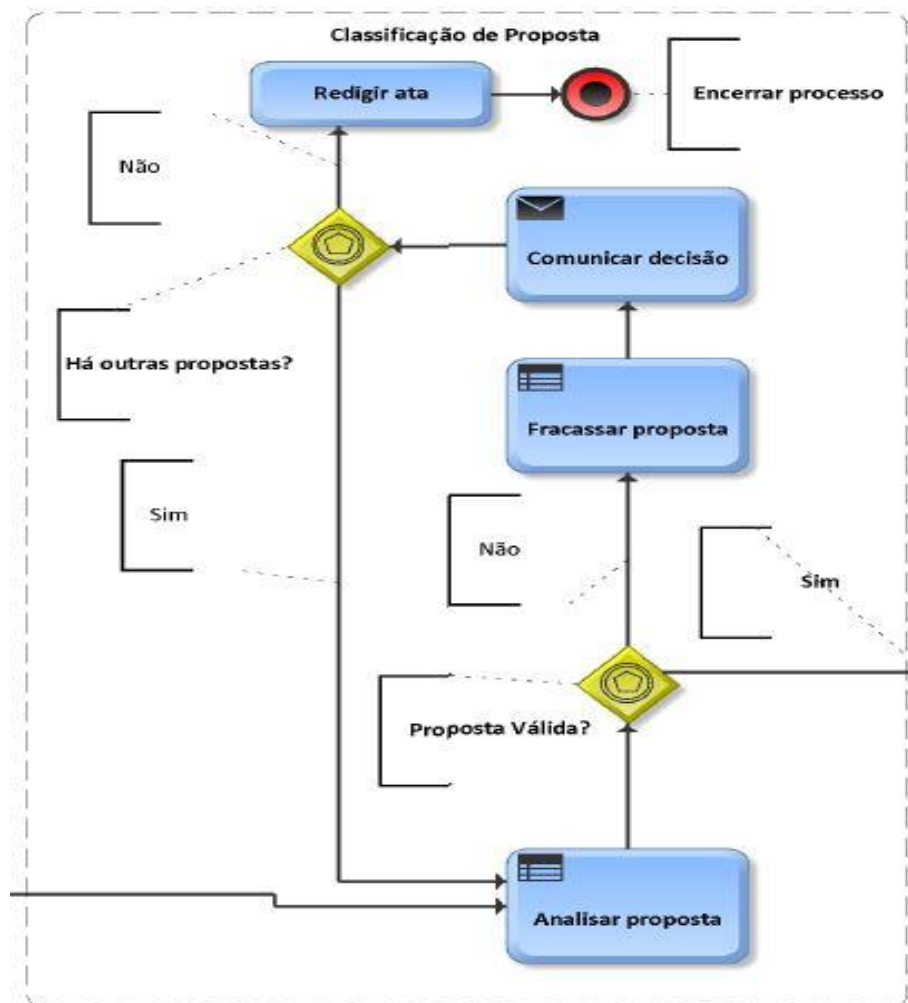 Classificação de Proposta
Redigir ata
Encerrar processo
Não
Comunicar decisão
Há outras propostas?
Fracassar proposta
Sim
Não
Sim
Proposta Válida?
Analisar proposta